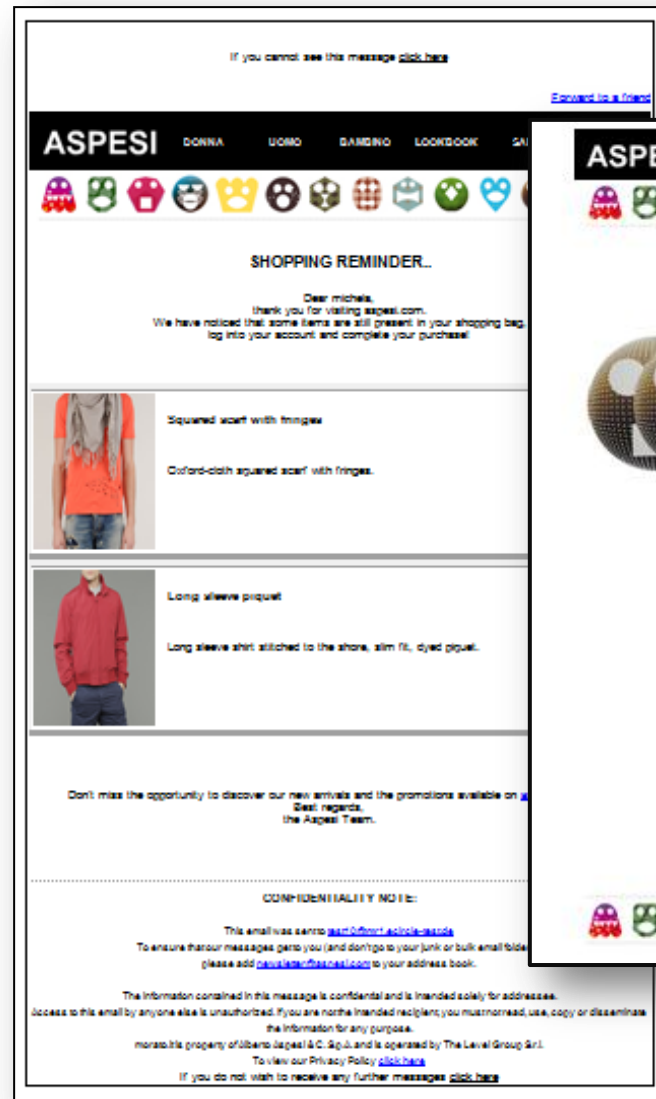 If you cannot see this message click here
Forward to a friend
ASPESI DONNA UOMO BAMBINO LOOKBOOK
ASPE
SHOPPING REMINDER..
Dear michela,
thank you for visiting aspesi.com.
We have noticed that some items are still present in your shopping bag,
log into your account and complete your purchase!
Squared scarf with fringes
Oxford-cloth squared scarf with fringes.
Long sleeve piquet
Long sleeve shirt stitched to the shore, slim fit, dyed piquet.
Don't miss the opportunity to discover our new arrivals and the promotions available on
Best regards,
the Aspesi Team.
CONFIDENTIALITY NOTE:
This email was sent to
To ensure that our messages get to you (and don't go to your junk or bulk email folde
please add newsletter@aspesi.com to your address book.
The information contained in this message is confidential and is intended solely for addressee.
Access to this email by anyone else is unauthorized. If you are not the intended recipient, you must not read, use, copy or disseminate
the information for any purpose.
property of Alberto Aspesi & C. S.p.A. and is operated by The Level Group S.r.l.
To view our Privacy Policy click here
If you do not wish to receive any further messages click here